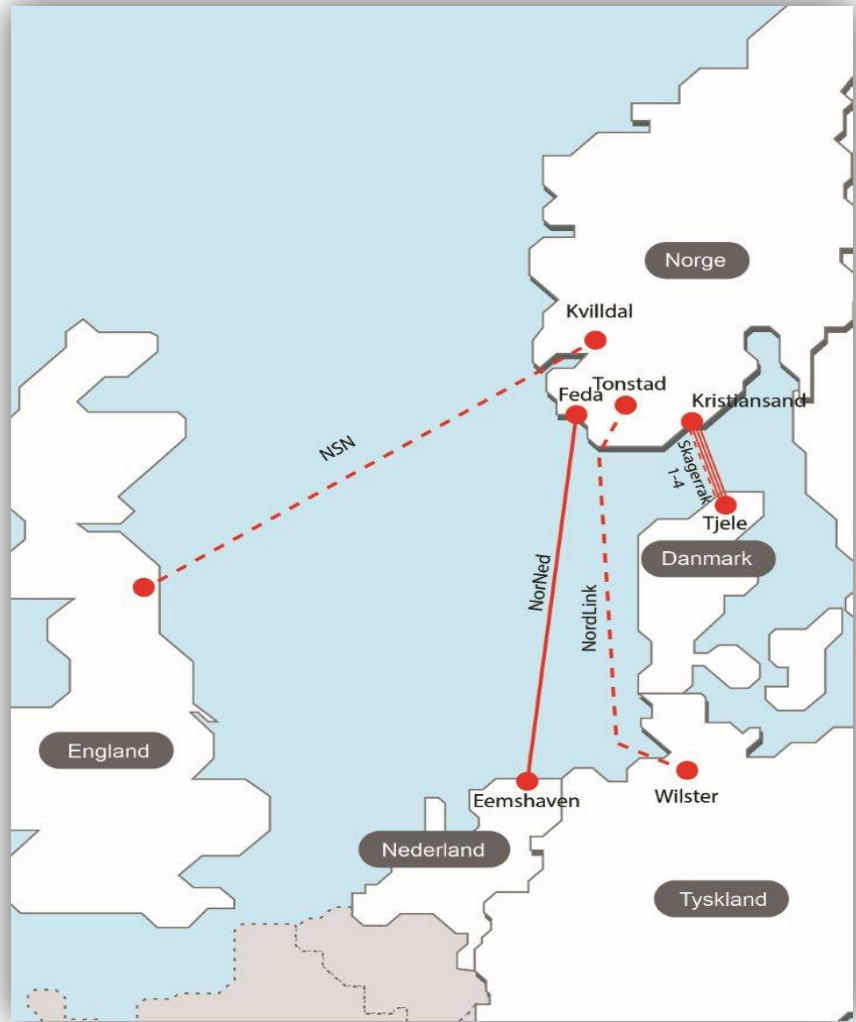 Norge
Kvilldal
Tonstad
Feda
Kristiansand
NSN
Skagerrak
1-4
Tjele
Danmark
NorNed
NordLink
England
Eemshaven
Wilster
Nederland
Tyskland